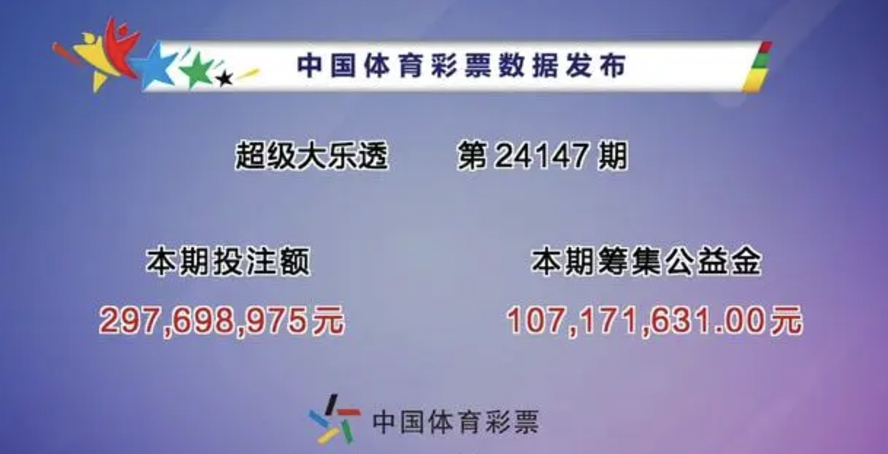 中国体育彩票数据发布
超级大乐透 第 24147 期
本期投注额 本期筹集公益金
297,698,975元 107,171,631.00元
中国体育彩票